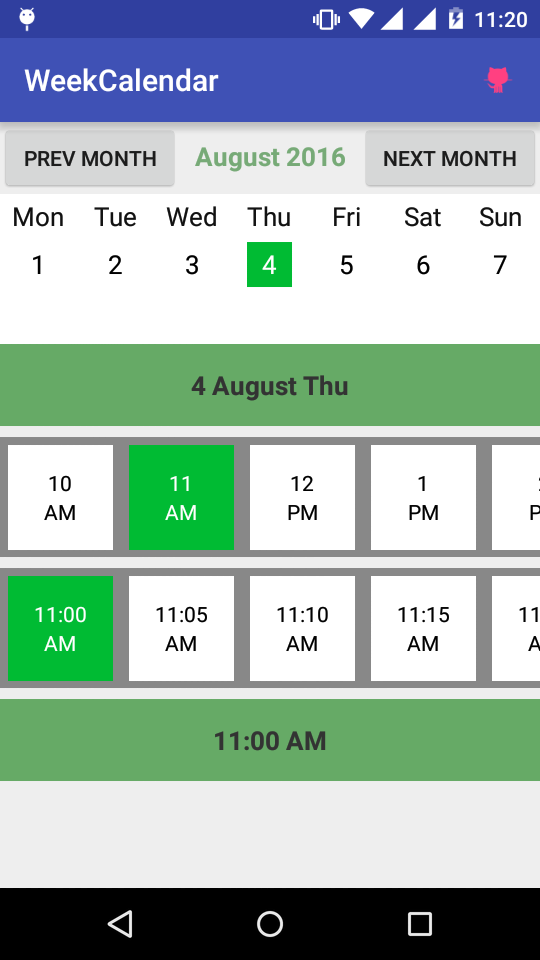 11:20
WeekCalendar
PREV MONTH August 2016 NEXT MONTH
Mon Tue Wed Thu Fri Sat Sun
1 2 3 4 5 6 7
4 August Thu
10 11 12 1
AM AM PM PM
11:00 11:05 11:10 11:15 11
AM AM AM AM A
11:00 AM